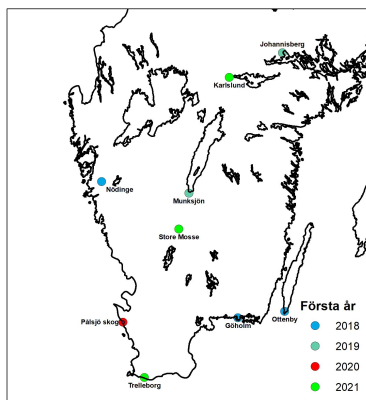 Johannisberg
Karlslund
Nödinge
Munksjön
Store Mosse
Pålsjö skog
Göholm
Ottenby
Trelleborg
Första år
2018
2019
2020
2021